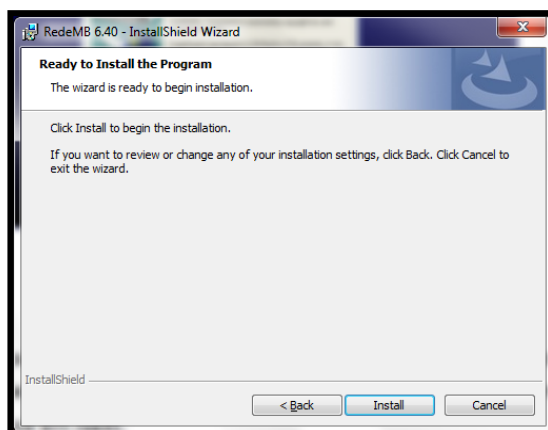 RedeMB 6.40 - InstallShield Wizard
Ready to Install the Program
The wizard is ready to begin installation.
Click Install to begin the installation.
If you want to review or change any of your installation settings, click Back. Click Cancel to
exit the wizard.
InstallShield
< Back
Install
Cancel